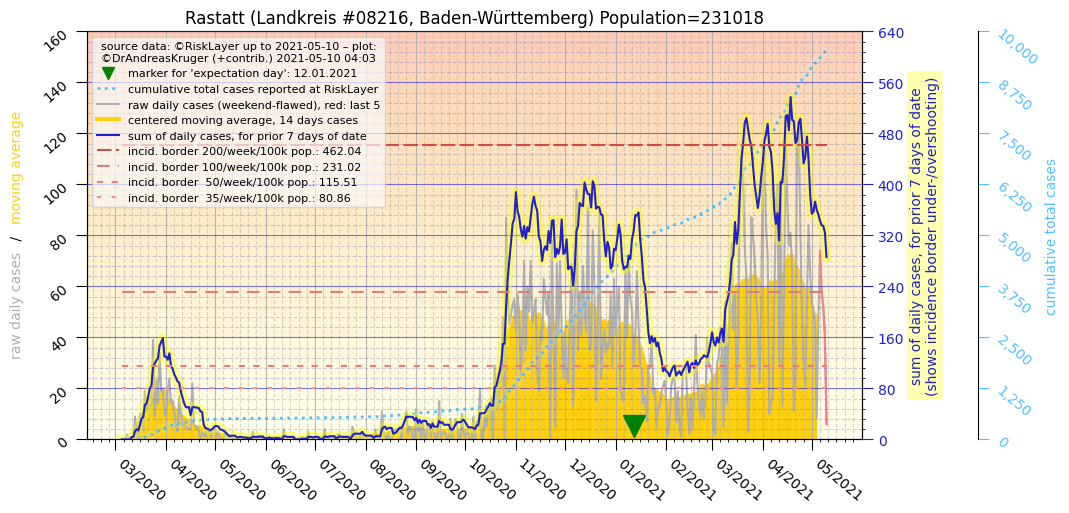 Rastatt (Landkreis #08216, Baden-Württemberg) Population=231018
source data: ©RiskLayer up to 2021-05-10 – plot:
©DrAndreasKruger (+contrib.) 2021-05-10 04:03
marker for 'expectation day': 12.01.2021
cumulative total cases reported at RiskLayer
raw daily cases (weekend-flawed), red: last 5
centered moving average, 14 days cases
sum of daily cases, for prior 7 days of date
incid. border 200/week/100k pop.: 462.04
incid. border 100/week/100k pop.: 231.02
incid. border  50/week/100k pop.: 115.51
incid. border  35/week/100k pop.: 80.86
raw daily cases / moving average
160
140
120
100
80
60
40
20
0
03/2020
04/2020
05/2020
06/2020
07/2020
08/2020
09/2020
10/2020
11/2020
12/2020
01/2021
02/2021
03/2021
04/2021
05/2021
640
560
480
400
320
240
160
80
0
sum of daily cases, for prior 7 days of date
(shows incidence border under-/overshooting)
10,000
8,750
7,500
6,250
5,000
3,750
2,500
1,250
0
cumulative total cases